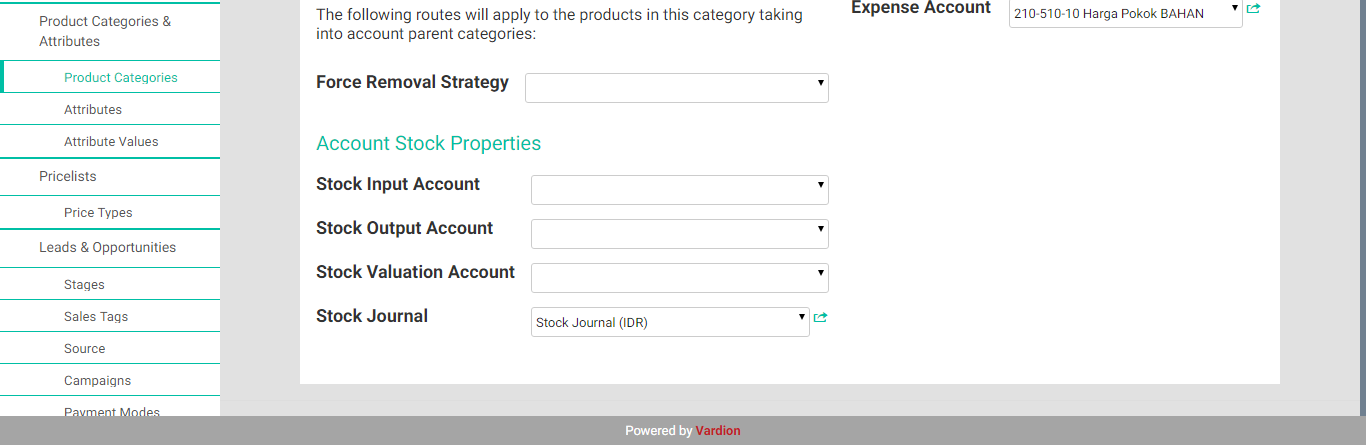 Product Categories &
Attributes
Product Categories
Attributes
Attribute Values
Pricelists
Price Types
Leads & Opportunities
Stages
Sales Tags
Source
Campaigns
Payment Modes
The following routes will apply to the products in this category taking
into account parent categories:
Expense Account 210-510-10 Harga Pokok BAHAN
Force Removal Strategy
Account Stock Properties
Stock Input Account
Stock Output Account
Stock Valuation Account
Stock Journal Stock Journal (IDR)
Powered by Vardion